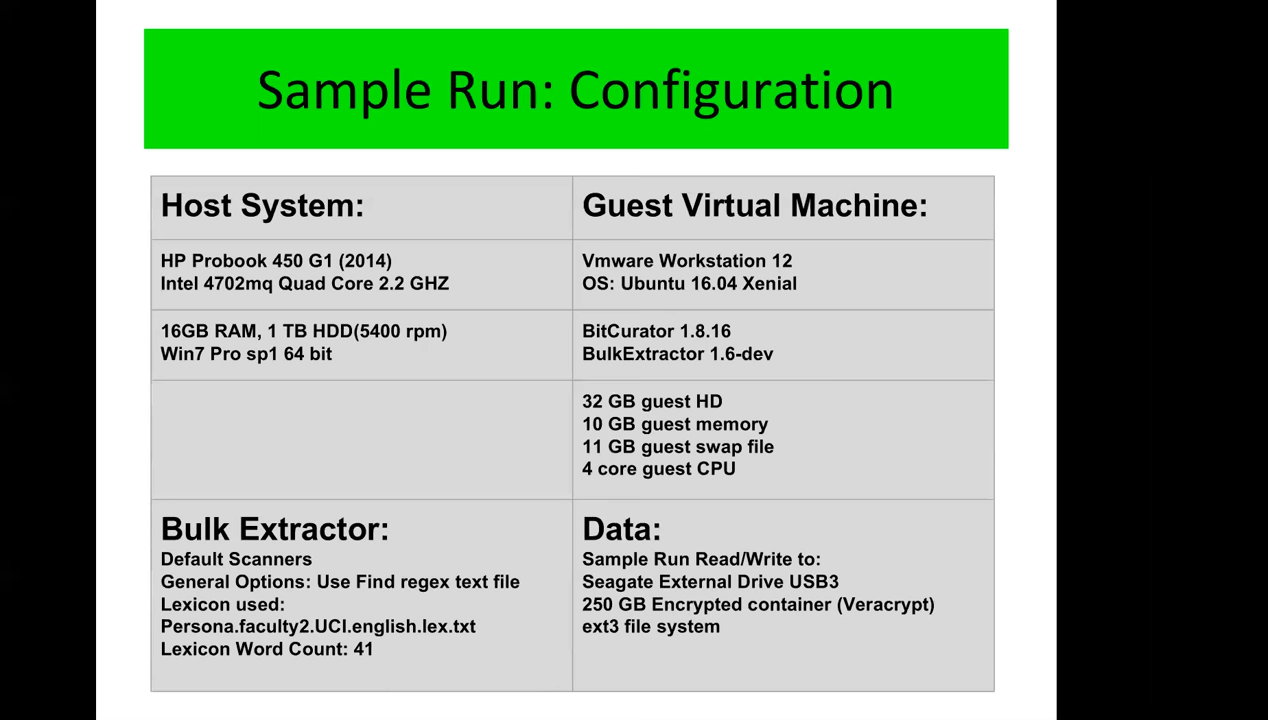 Sample Run: Configuration
Host System:
Guest Virtual Machine:
HP Probook 450 G1 (2014)
Intel 4702mq Quad Core 2.2 GHZ
Vmware Workstation 12
OS: Ubuntu 16.04 Xenial
16GB RAM, 1 TB HDD(5400 rpm)
Win7 Pro sp1 64 bit
BitCurator 1.8.16
BulkExtractor 1.6-dev
32 GB guest HD
10 GB guest memory
11 GB guest swap file
4 core guest CPU
Bulk Extractor:
Default Scanners
General Options: Use Find regex text file
Lexicon used:
Persona.faculty2.UCI.english.lex.txt
Lexicon Word Count: 41
Data:
Sample Run Read/Write to:
Seagate External Drive USB3
250 GB Encrypted container (Veracrypt)
ext3 file system